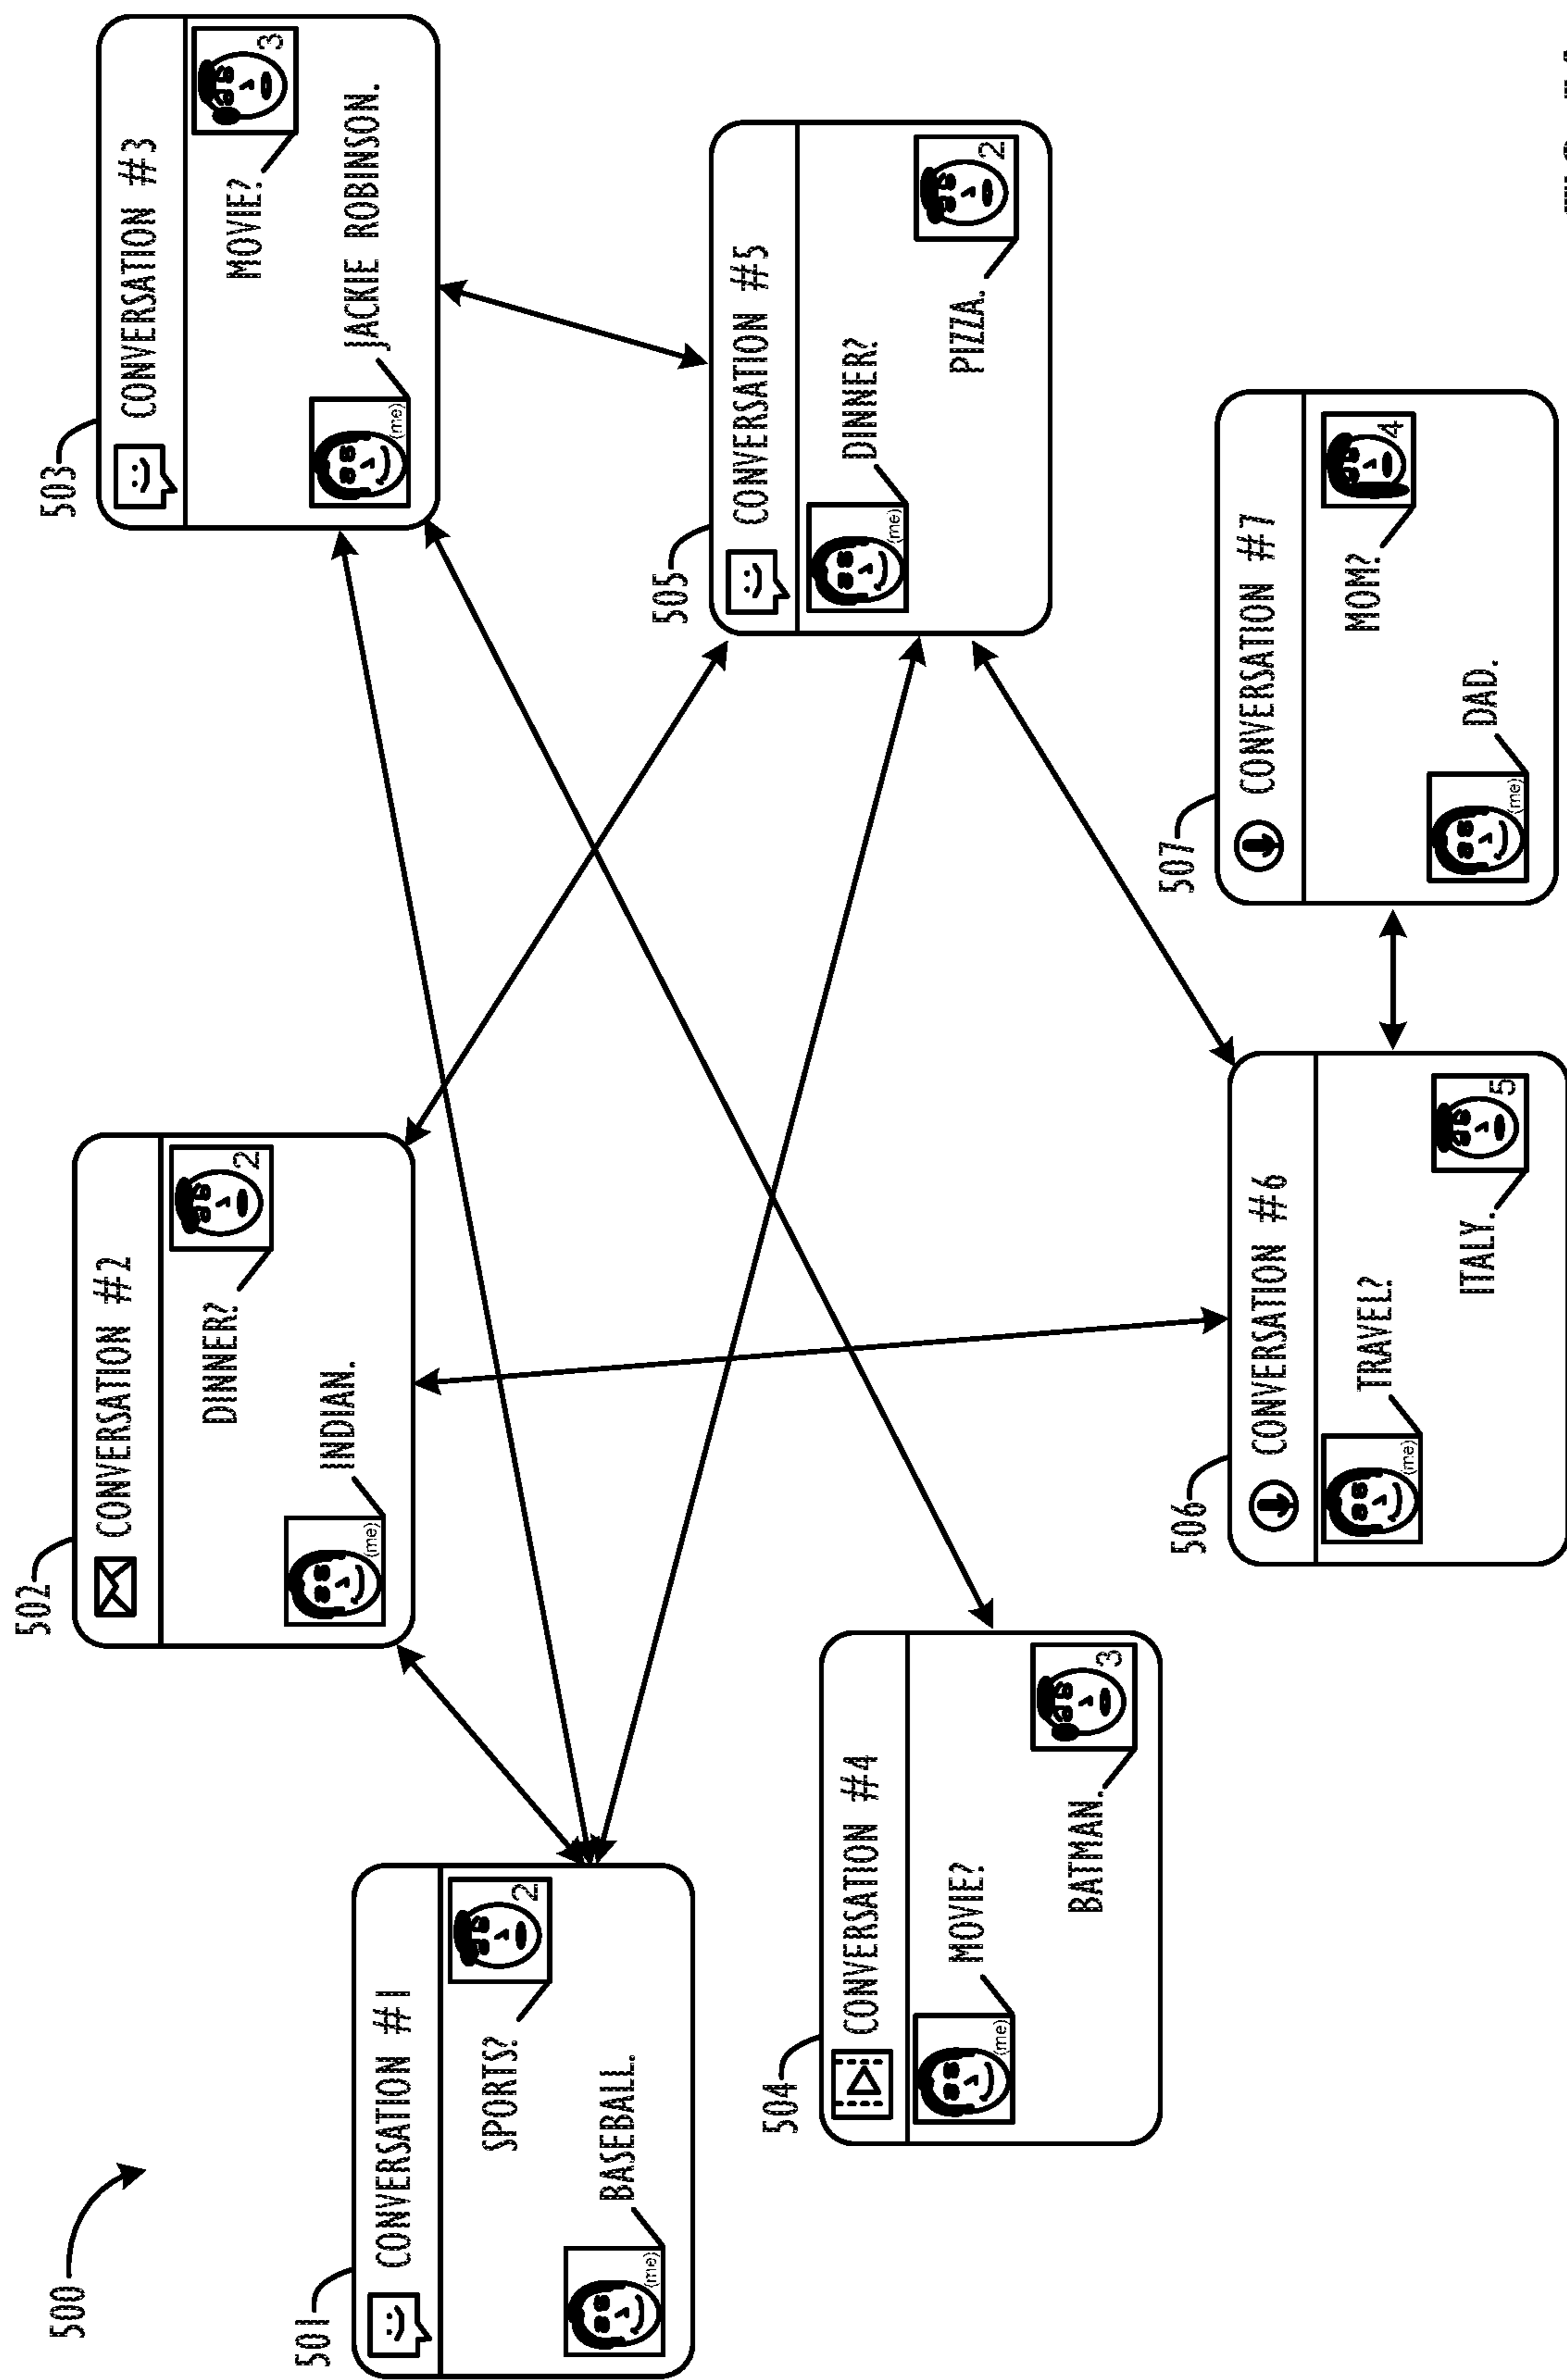 500
501
CONVERSATION #1
SPORTS?
2
BASEBALL.
(me)
502
CONVERSATION #2
DINNER?
2
INDIAN.
(me)
503
CONVERSATION #3
MOVIE?
3
JACKIE ROBINSON.
(me)
504
CONVERSATION #4
MOVIE?
(me)
BATMAN.
3
505
CONVERSATION #5
DINNER?
(me)
PIZZA.
2
506
CONVERSATION #6
TRAVEL?
(me)
ITALY.
5
507
CONVERSATION #7
MOM?
4
DAD.
(me)